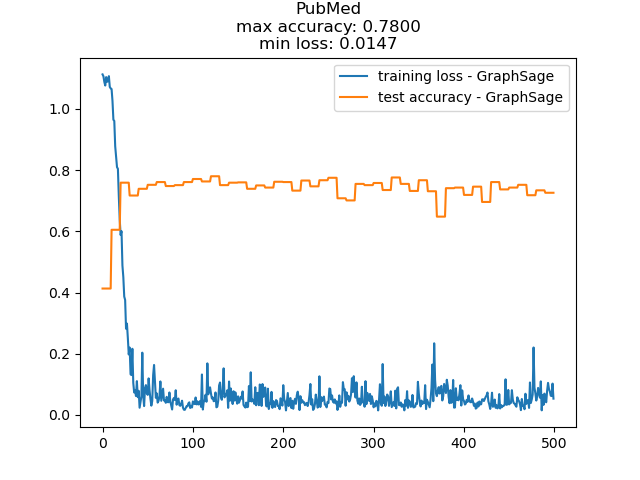 PubMed
max accuracy: 0.7800
min loss: 0.0147
training loss - GraphSage
test accuracy - GraphSage
1.0
0.8
0.6
0.4
0.2
0.0
0
100
200
300
400
500